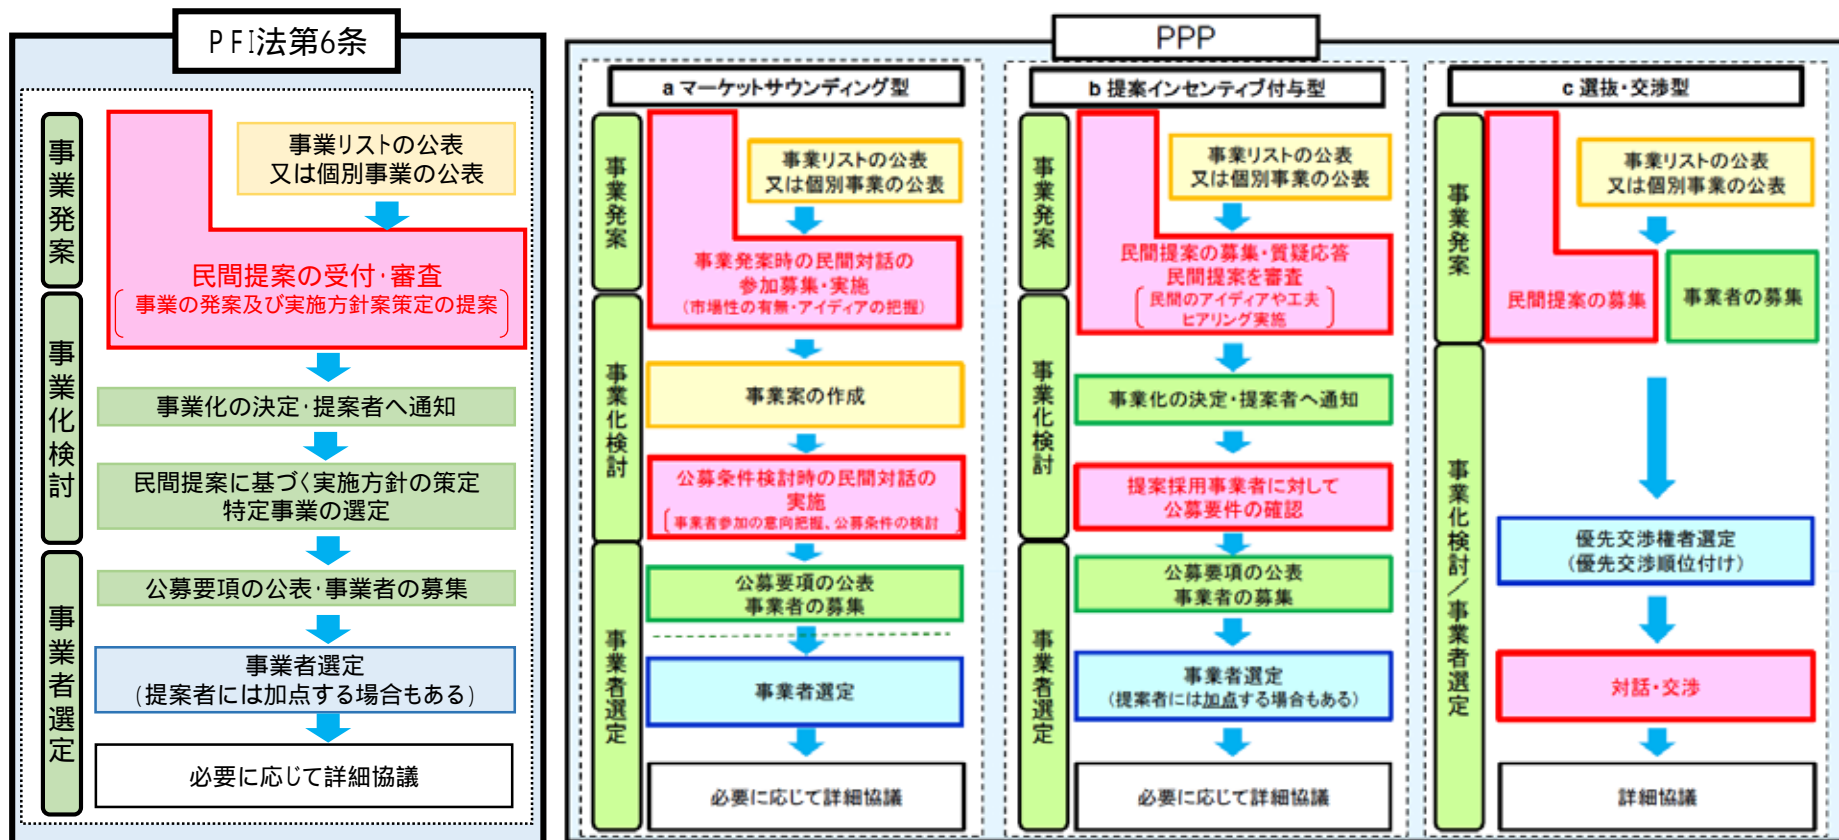 PFI法第6条
事業発案
事業化検討
事業者選定
事業リストの公表
又は個別事業の公表
民間提案の受付・審査
事業の発案及び実施方針案策定の提案
事業化の決定・提案者へ通知
民間提案に基づく実施方針の策定
特定事業の選定
公募要項の公表・事業者の募集
事業者選定
(提案者には加点する場合もある)
必要に応じて詳細協議
PPP
a マーケットサウンディング型
事業発案
事業化検討
事業者選定
事業リストの公表
又は個別事業の公表
事業発案時の民間対話の
参加募集・実施
(市場性の有無・アイディアの把握)
事業案の作成
公募条件検討時の民間対話の
実施
事業者参加の意向把握、公募条件の検討
公募要項の公表
事業者の募集
事業者選定
必要に応じて詳細協議
b 提案インセンティブ付与型
事業発案
事業化検討
事業者選定
事業リストの公表
又は個別事業の公表
民間提案の募集・質疑応答
民間提案を審査
民間のアイディアや工夫
ヒアリング実施
事業化の決定・提案者へ通知
提案採用事業者に対して
公募要件の確認
公募要項の公表
事業者の募集
事業者選定
(提案者には加点する場合もある)
必要に応じて詳細協議
c 選抜・交渉型
事業発案
事業化検討/事業者選定
事業リストの公表
又は個別事業の公表
民間提案の募集
事業者の募集
優先交渉権者選定
(優先交渉順位付け)
対話・交渉
詳細協議